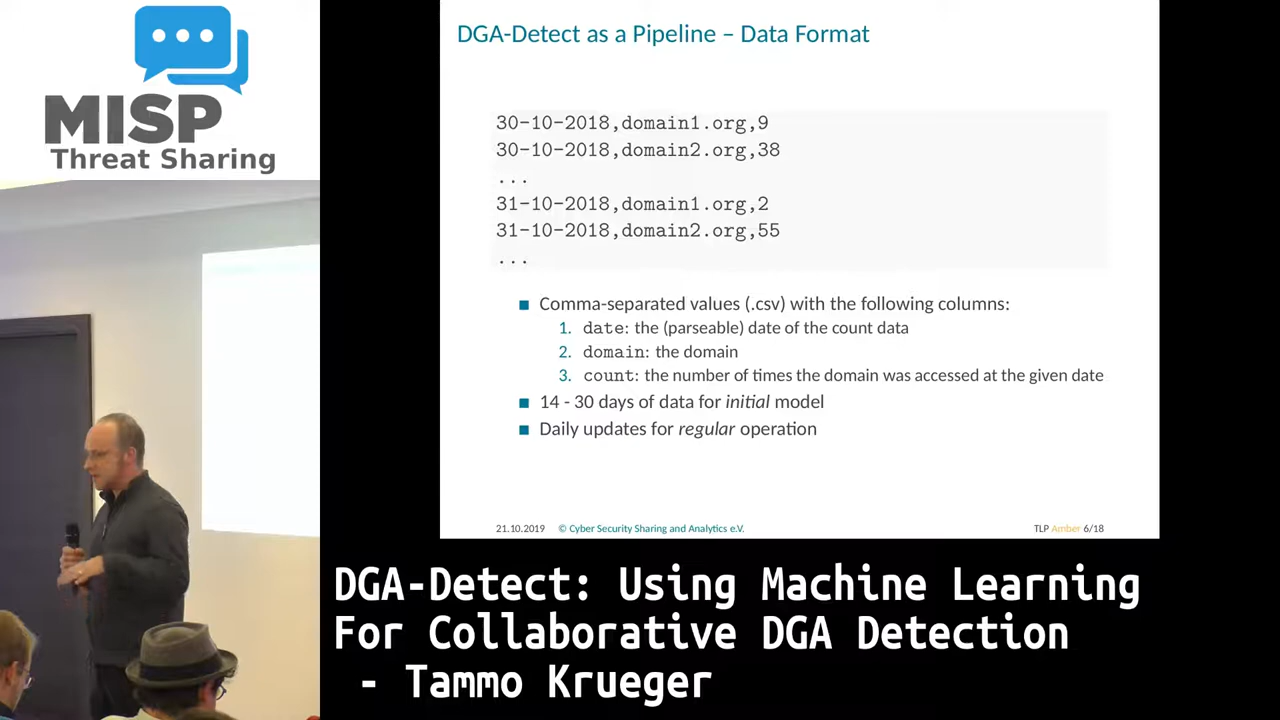 MISP
Threat Sharing
DGA-Detect as a Pipeline – Data Format
30-10-2018,domain1.org,9
30-10-2018,domain2.org,38
...
31-10-2018,domain1.org,2
31-10-2018,domain2.org,55
...
Comma-separated values (.csv) with the following columns:
1. date: the (parseable) date of the count data
2. domain: the domain
3. count: the number of times the domain was accessed at the given date
14 - 30 days of data for initial model
Daily updates for regular operation
21.10.2019 © Cyber Security Sharing and Analytics e.V. TLP Amber 6/18
DGA-Detect: Using Machine Learning
For Collaborative DGA Detection
- Tammo Krueger